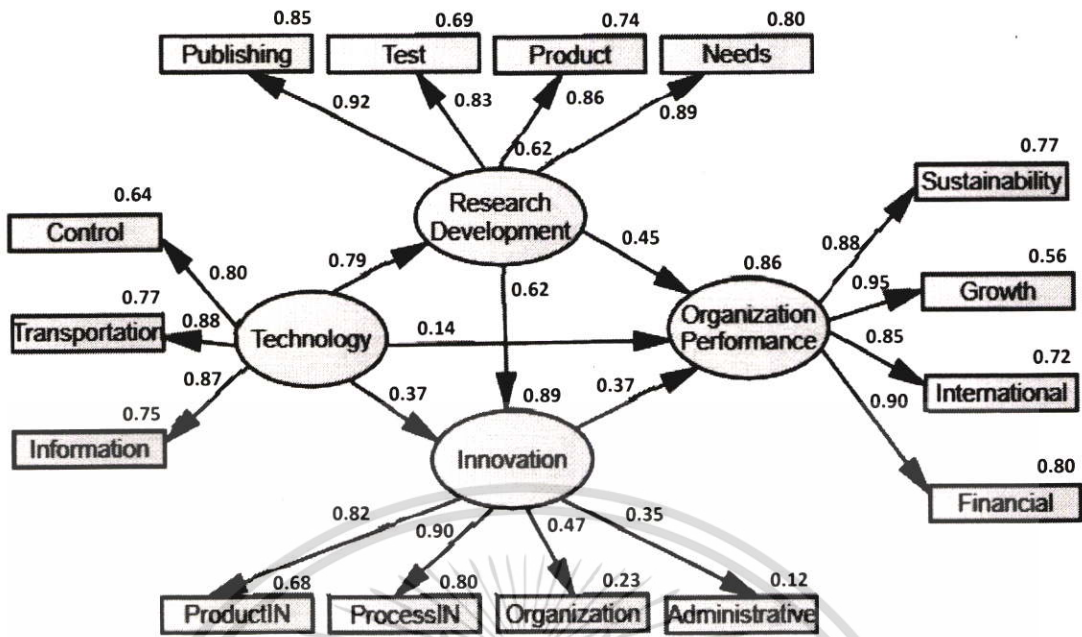 0.85 0.69 0.74 0.80
Publishing Test Product Needs
0.92 0.83 0.86 0.89
0.62
0.77
Sustainability
Research
Development
0.64
Control
0.80
0.79
0.45
0.88
0.86
0.56
0.95
Growth
0.77
0.88
Transportation
0.62
Technology
0.14
Organization
Performance
0.85
0.72
International
0.87
0.37
0.89
0.37
0.90
0.75
Information
Innovation
0.80
Financial
0.82 0.90 0.47 0.35
0.68 0.80 0.23 0.12
ProductIN ProcessIN Organization Administrative